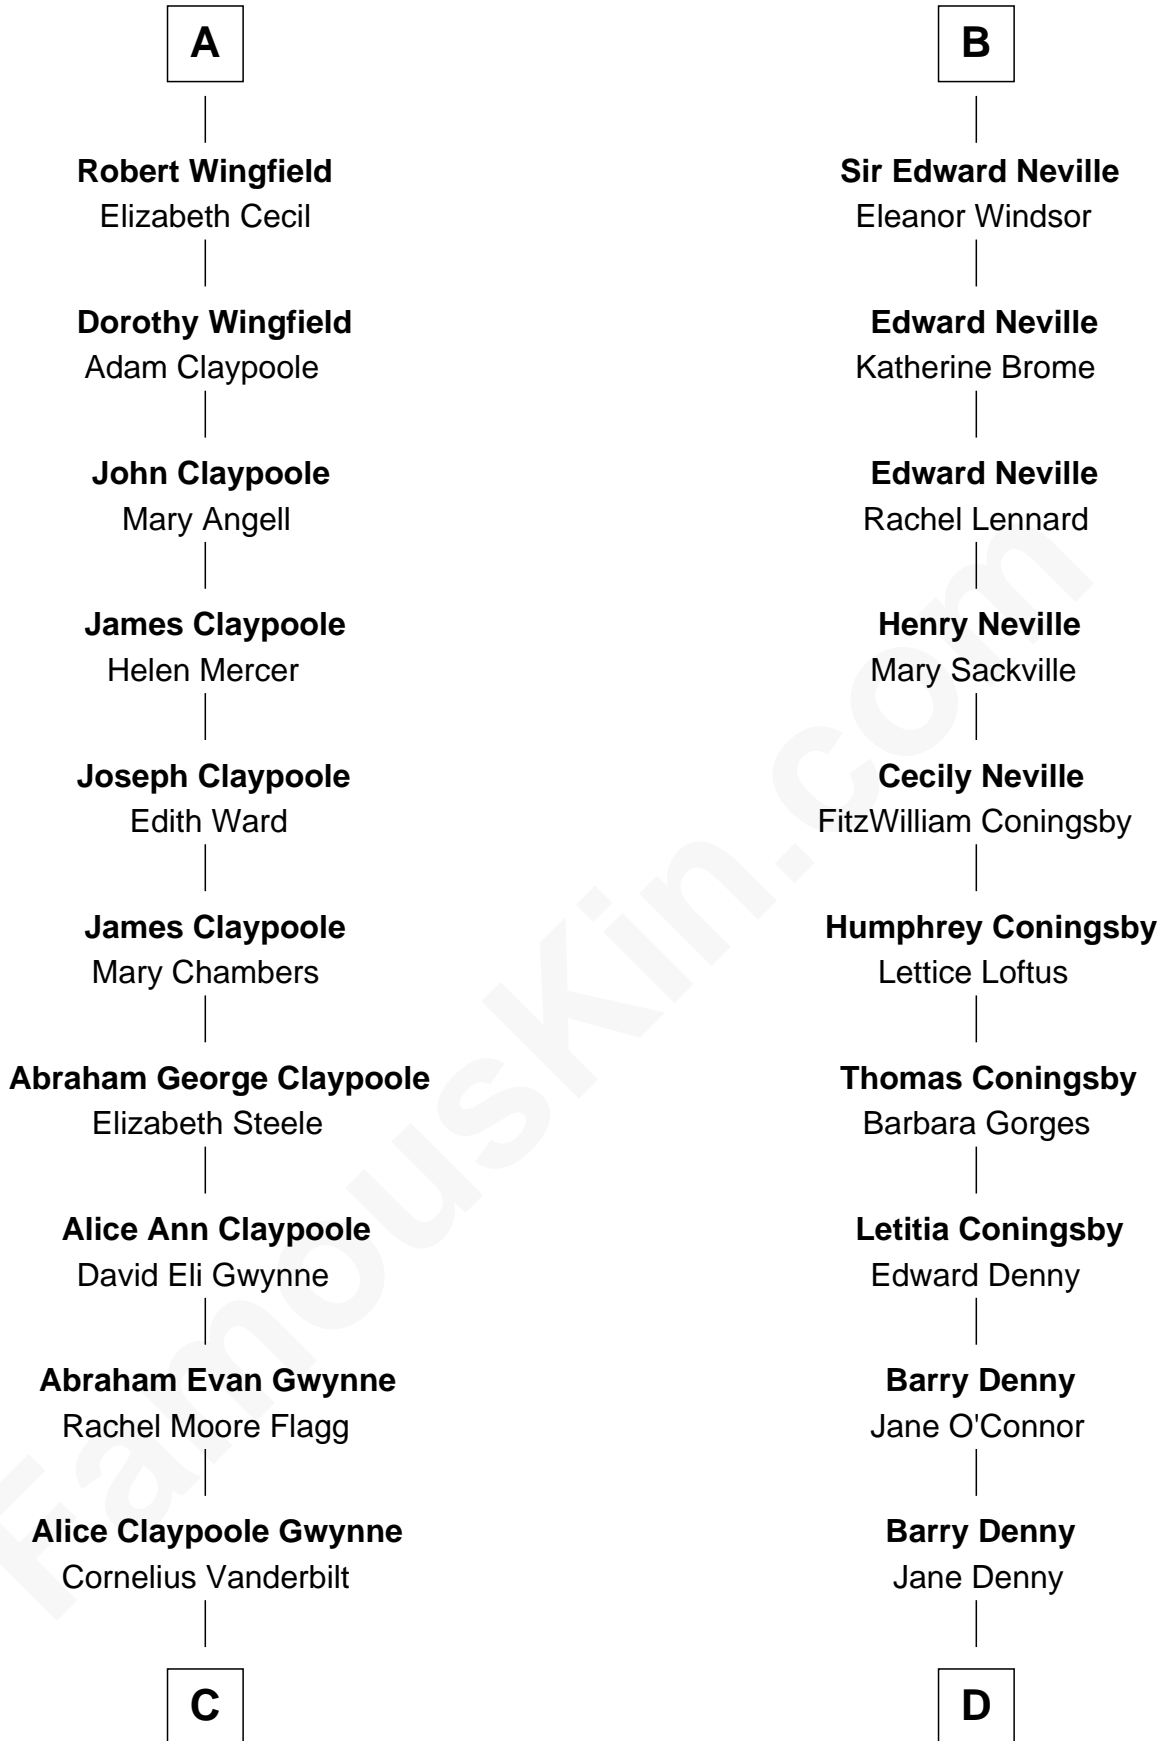 A
Robert Wingfield
Elizabeth Cecil
Dorothy Wingfield
Adam Claypoole
John Claypoole
Mary Angell
James Claypoole
Helen Mercer
Joseph Claypoole
Edith Ward
James Claypoole
Mary Chambers
Abraham George Claypoole
Elizabeth Steele
Alice Ann Claypoole
David Eli Gwynne
Abraham Evan Gwynne
Rachel Moore Flagg
Alice Claypoole Gwynne
Cornelius Vanderbilt
C
B
Sir Edward Neville
Eleanor Windsor
Edward Neville
Katherine Brome
Edward Neville
Rachel Lennard
Henry Neville
Mary Sackville
Cecily Neville
FitzWilliam Coningsby
Humphrey Coningsby
Lettice Loftus
Thomas Coningsby
Barbara Gorges
Letitia Coningsby
Edward Denny
Barry Denny
Jane O'Connor
Barry Denny
Jane Denny
D
FamousKin.com